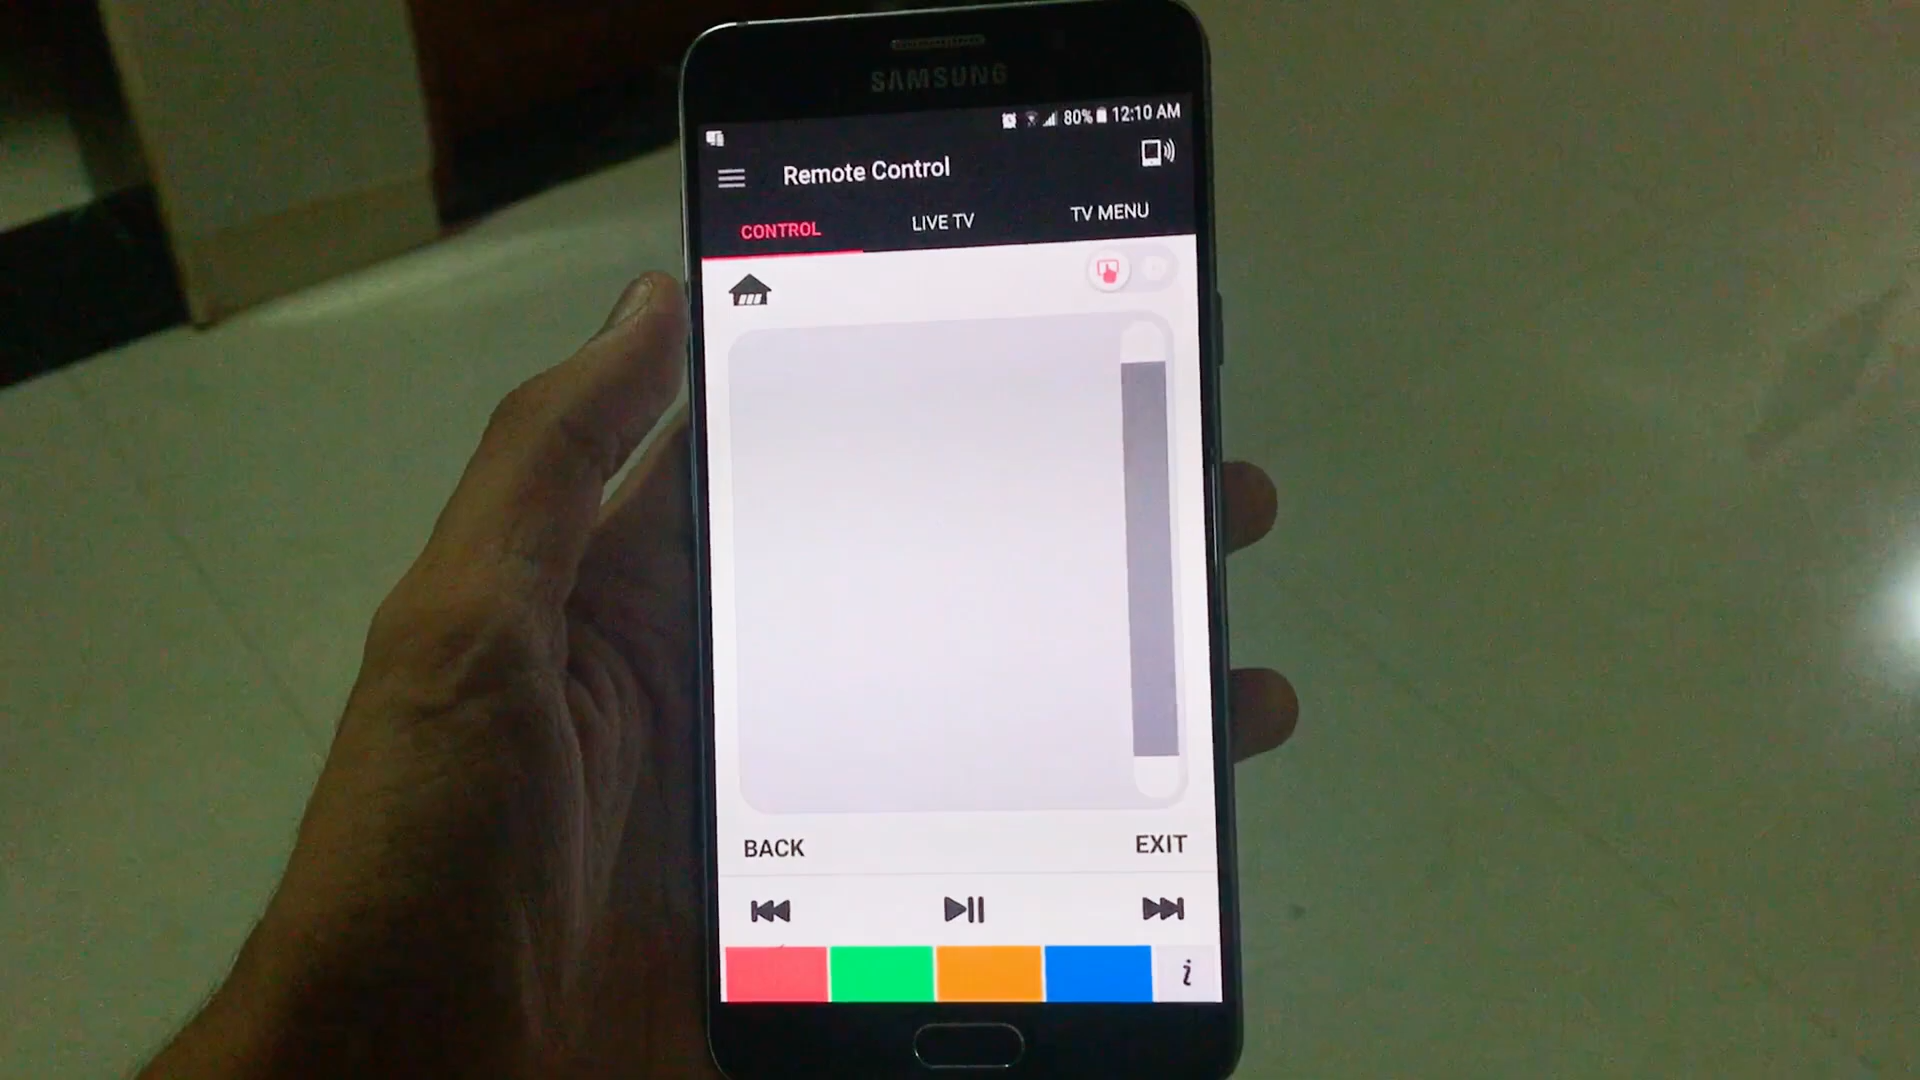 SAMSUNG
80% 12:10 AM
Remote Control
CONTROL LIVE TV TV MENU
BACK EXIT
i